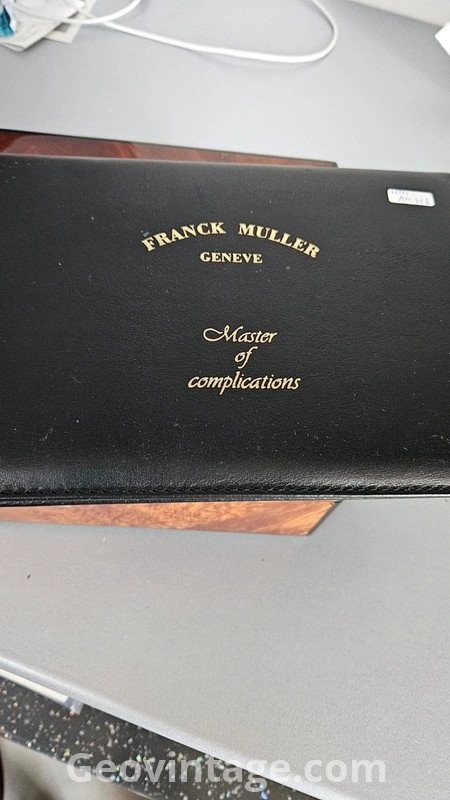 FRANCK MULLER
GENEVE
Master
of
complications
Geovintage.com